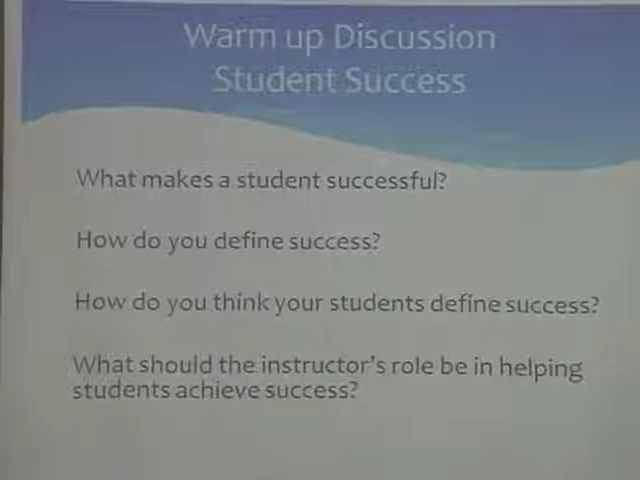 Warm up Discussion
Student Success
What makes a student successful?
How do you define success?
How do you think your students define success?
What should the instructor's role be in helping
students achieve success?